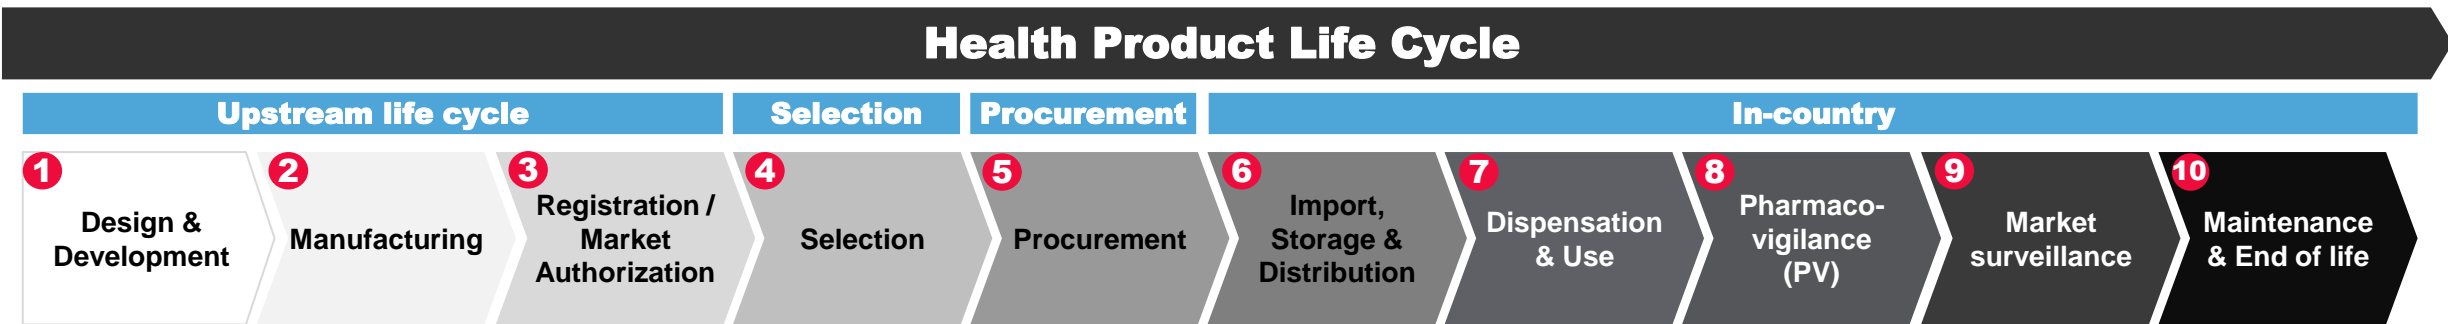 Health Product Life Cycle
Upstream life cycle
Selection
Procurement
In-country
1
Design &
Development
2
Manufacturing
3
Registration /
Market
Authorization
4
Selection
5
Procurement
6
Import,
Storage &
Distribution
7
Dispensation
& Use
8
Pharmaco-
vigilance
(PV)
9
Market
surveillance
10
Maintenance
& End of life